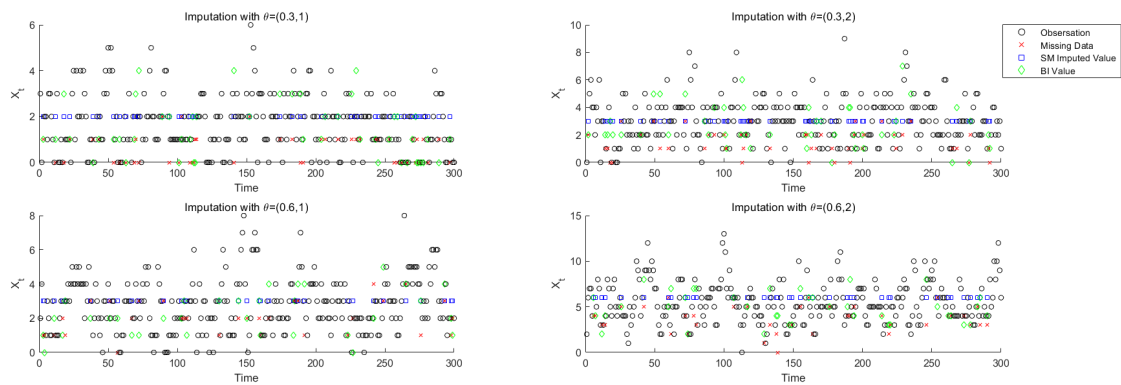 Imputation with θ=(0.3,1)
6
4
2
0
X_t
0 50 100 150 200 250 300
Time
Imputation with θ=(0.3,2)
10
8
6
4
2
0
X_t
0 50 100 150 200 250 300
Time
Obsersation
Missing Data
SM Imputed Value
BI Value
Imputation with θ=(0.6,1)
8
6
4
2
0
X_t
0 50 100 150 200 250 300
Time
Imputation with θ=(0.6,2)
15
10
5
0
X_t
0 50 100 150 200 250 300
Time